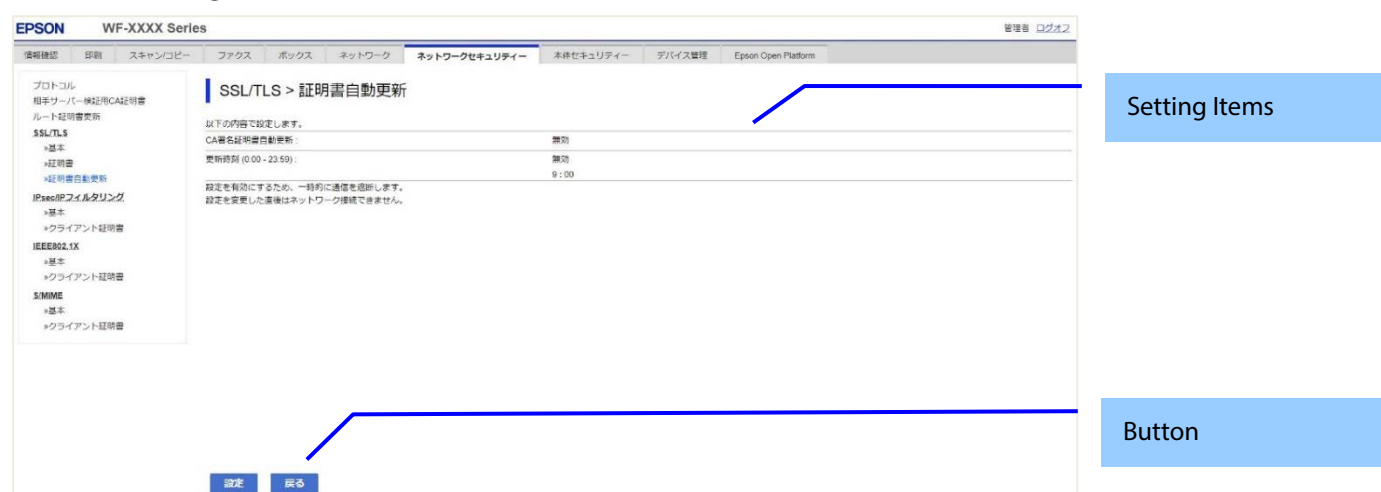 EPSON WF-XXXX Series 管理者 ログオフ
情報確認 印刷 スキャン/コピー ファクス ボックス ネットワーク ネットワークセキュリティー 本体セキュリティー デバイス管理 Epson Open Platform
プロトコル
相手サーバー検証用CA証明書
ルート証明書更新
SSL/TLS
»基本
»証明書
»証明書自動更新
IPsec/IPフィルタリング
»基本
»クライアント証明書
IEEE802.1X
»基本
»クライアント証明書
S/MIME
»基本
»クライアント証明書
SSL/TLS > 証明書自動更新
以下の内容で設定します。
CA署名証明書自動更新 : 無効
更新時刻 (0:00 - 23:59) : 無効
9 : 00
設定を有効にするため、一時的に通信を遮断します。
設定を変更した直後はネットワーク接続できません。
設定 戻る
Setting Items
Button